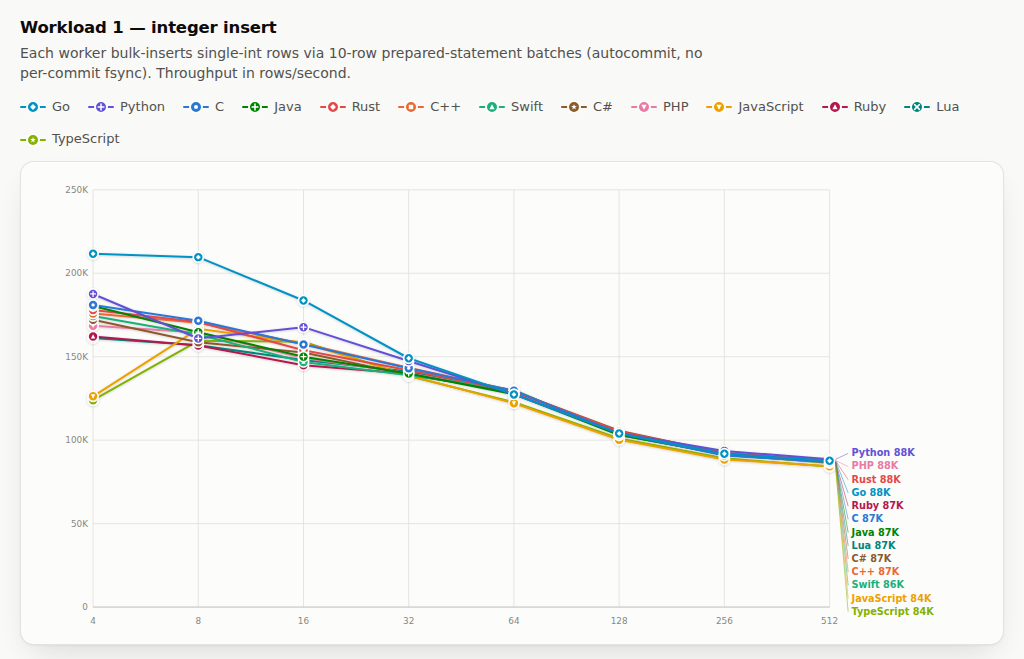 Workload 1 — integer insert
Each worker bulk-inserts single-int rows via 10-row prepared-statement batches (autocommit, no
per-commit fsync). Throughput in rows/second.
Go Python C Java Rust C++ Swift C# PHP JavaScript Ruby Lua
TypeScript
250K
200K
150K
100K
50K
0
4 8 16 32 64 128 256 512
Python 88K
PHP 88K
Rust 88K
Go 88K
Ruby 87K
C 87K
Java 87K
Lua 87K
C# 87K
C++ 87K
Swift 86K
JavaScript 84K
TypeScript 84K